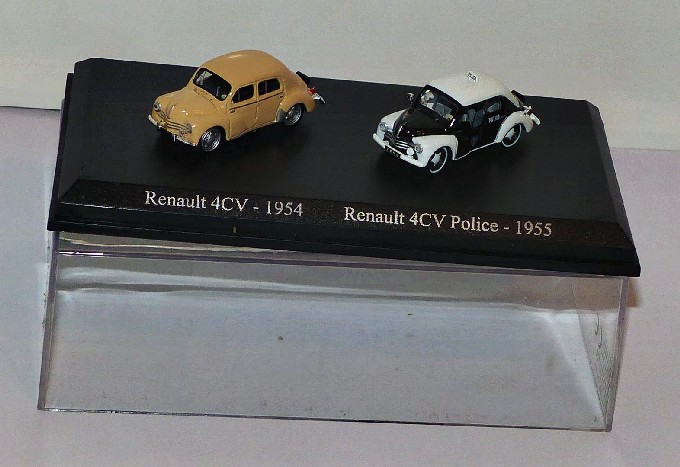 Renault 4CV - 1954
Renault 4CV Police - 1955